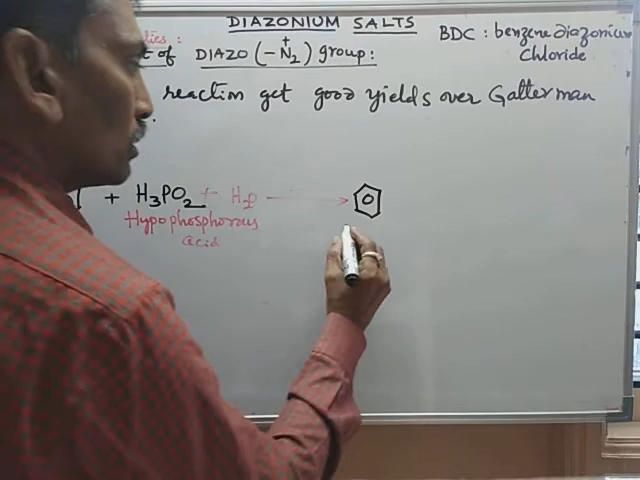 DIAZONIUM SALTS
BDC : benzene diazonium
Chloride
of DIAZO (-N₂⁺) group:
reaction get good yields over Gatterman
+ H₃PO₂ + H₂O →
Hypophosphorous
acid